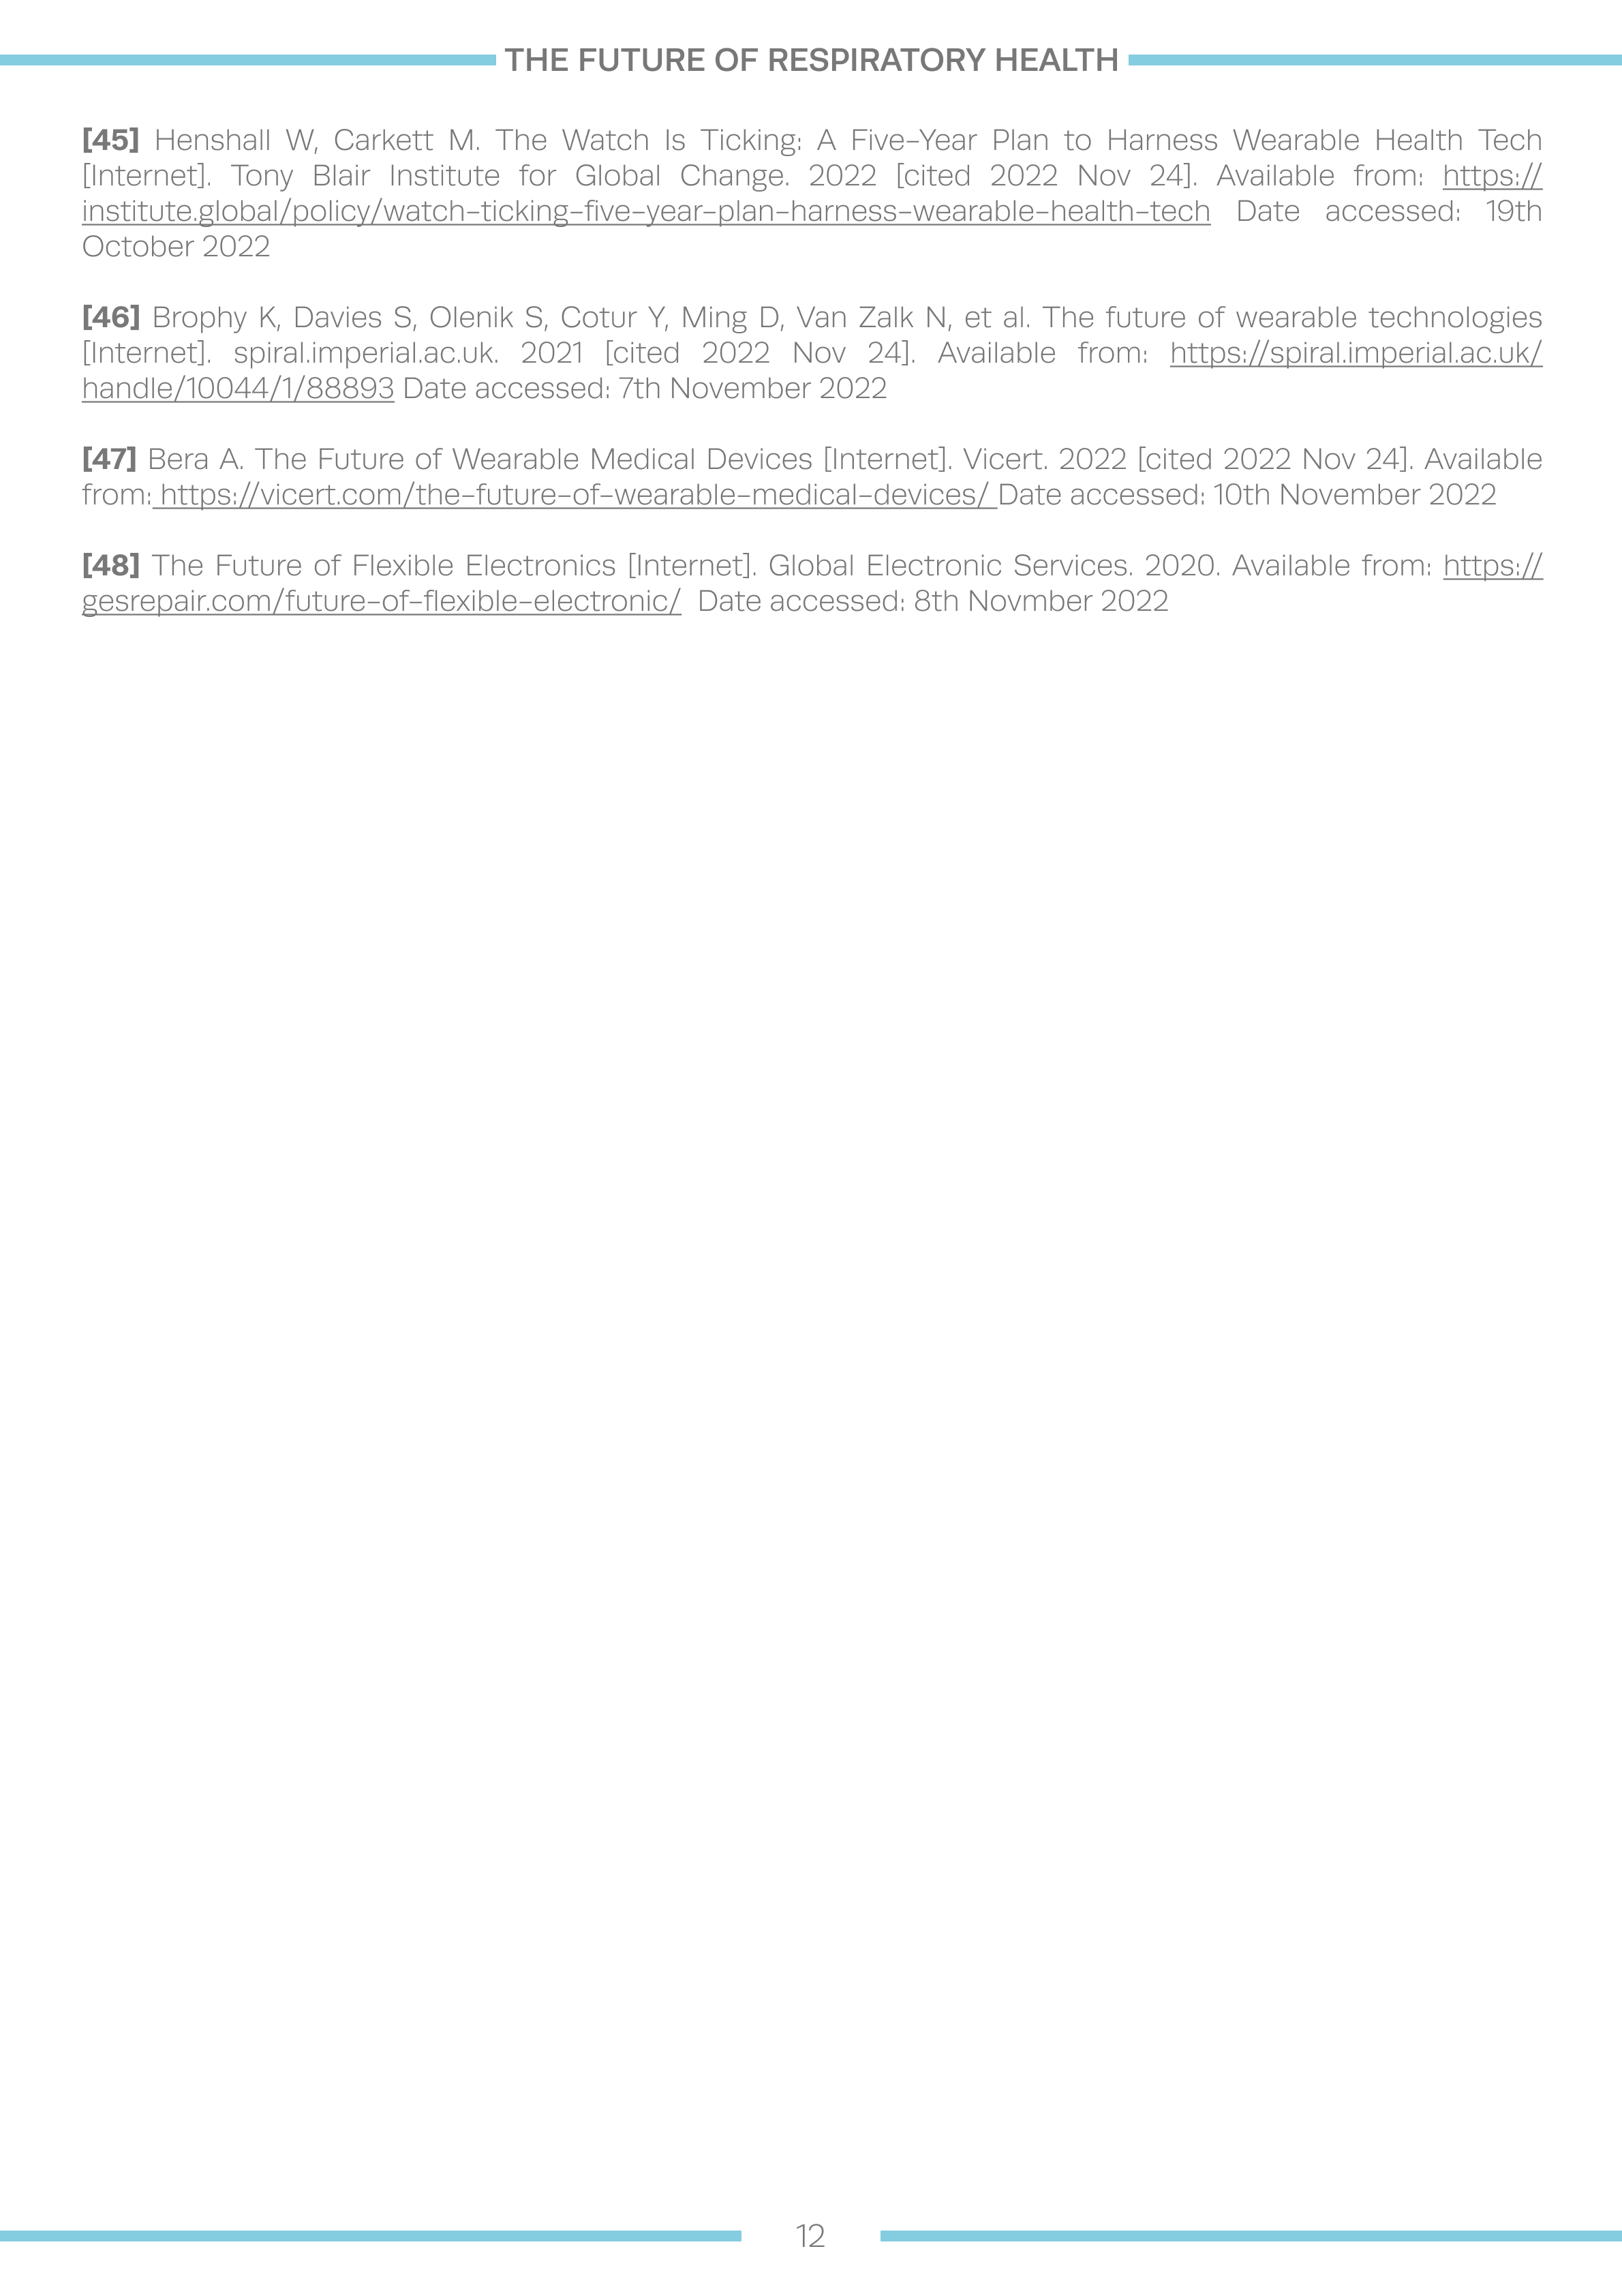 THE FUTURE OF RESPIRATORY HEALTH
[45] Henshall W, Carkett M. The Watch Is Ticking: A Five-Year Plan to Harness Wearable Health Tech
[Internet]. Tony Blair Institute for Global Change. 2022 [cited 2022 Nov 24]. Available from: https://
institute.global/policy/watch-ticking-five-year-plan-harness-wearable-health-tech Date accessed: 19th
October 2022
[46] Brophy K, Davies S, Olenik S, Cotur Y, Ming D, Van Zalk N, et al. The future of wearable technologies
[Internet]. spiral.imperial.ac.uk. 2021 [cited 2022 Nov 24]. Available from: https://spiral.imperial.ac.uk/
handle/10044/1/88893 Date accessed: 7th November 2022
[47] Bera A. The Future of Wearable Medical Devices [Internet]. Vicert. 2022 [cited 2022 Nov 24]. Available
from: https://vicert.com/the-future-of-wearable-medical-devices/ Date accessed: 10th November 2022
[48] The Future of Flexible Electronics [Internet]. Global Electronic Services. 2020. Available from: https://
gesrepair.com/future-of-flexible-electronic/ Date accessed: 8th Novmber 2022
12